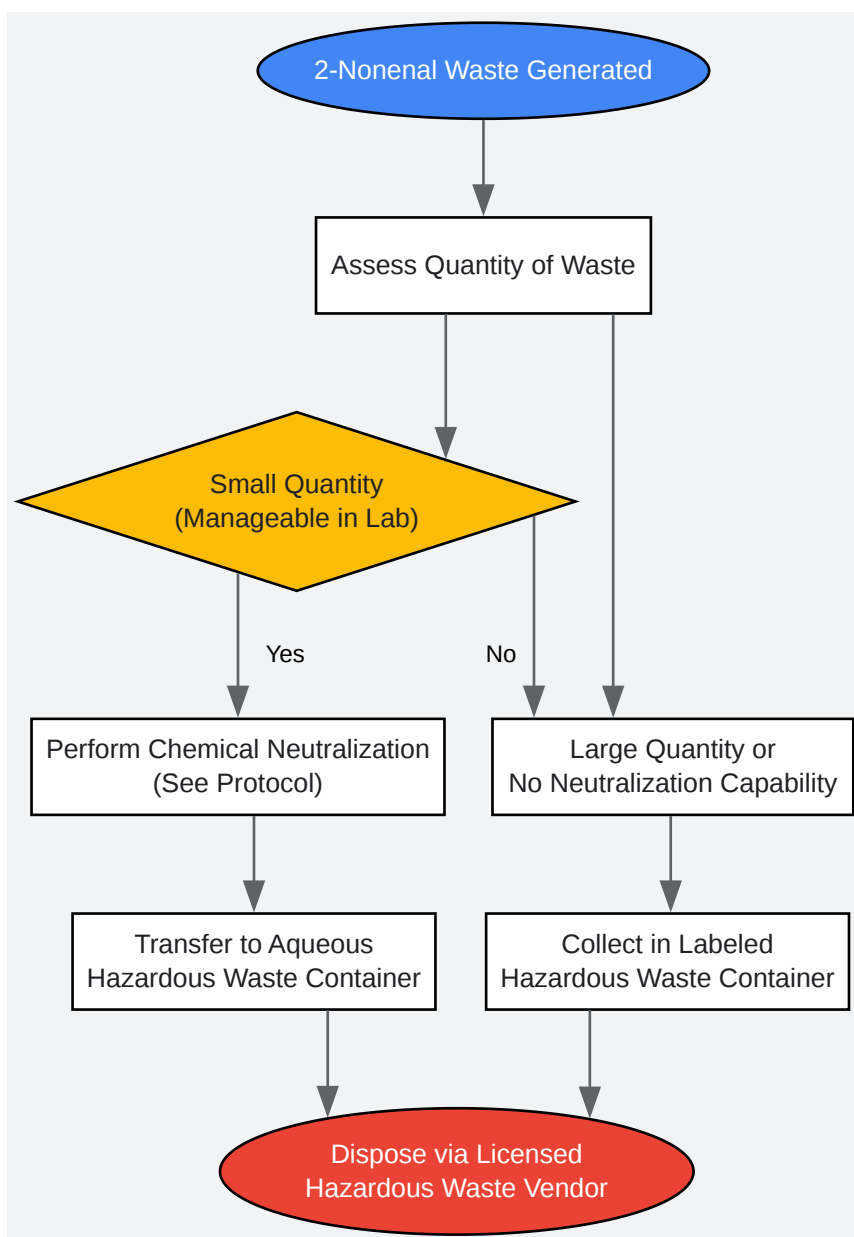 2-Nonenal Waste Generated
Assess Quantity of Waste
Small Quantity
(Manageable in Lab)
Yes
No
Perform Chemical Neutralization
(See Protocol)
Large Quantity or
No Neutralization Capability
Transfer to Aqueous
Hazardous Waste Container
Collect in Labeled
Hazardous Waste Container
Dispose via Licensed
Hazardous Waste Vendor